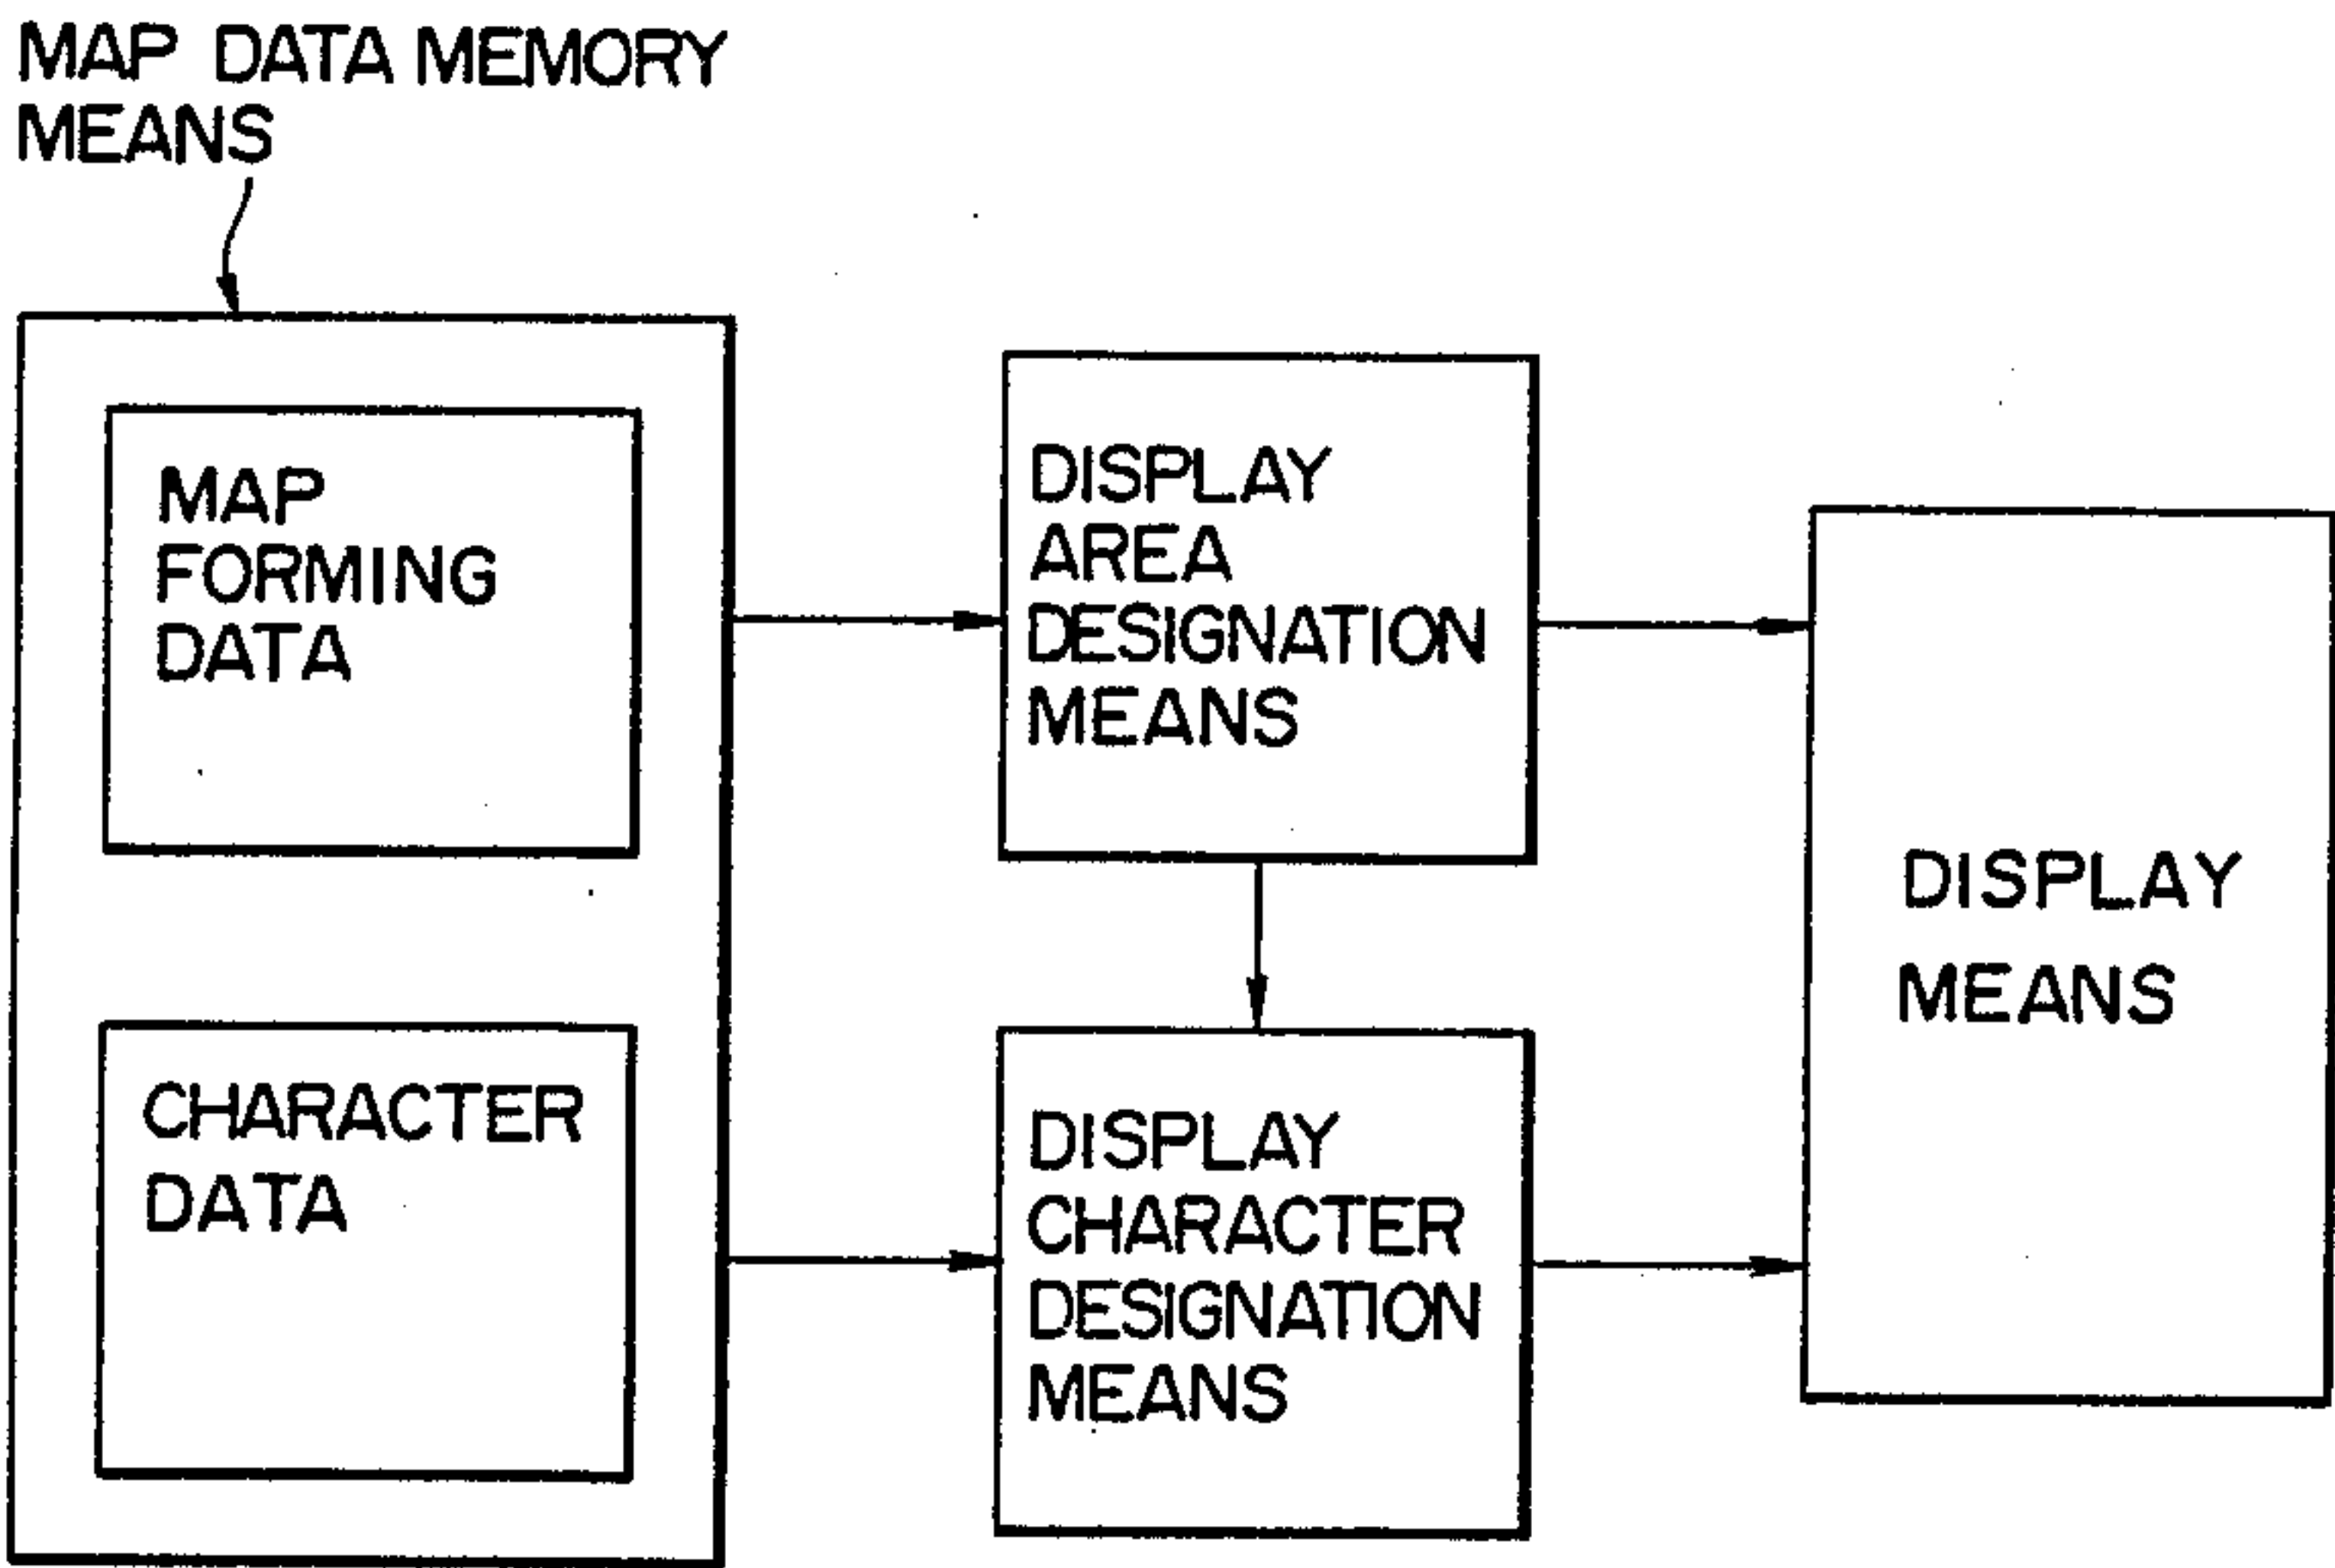 MAP DATA MEMORY
MEANS
MAP
FORMING
DATA
CHARACTER
DATA
DISPLAY
AREA
DESIGNATION
MEANS
DISPLAY
CHARACTER
DESIGNATION
MEANS
DISPLAY
MEANS